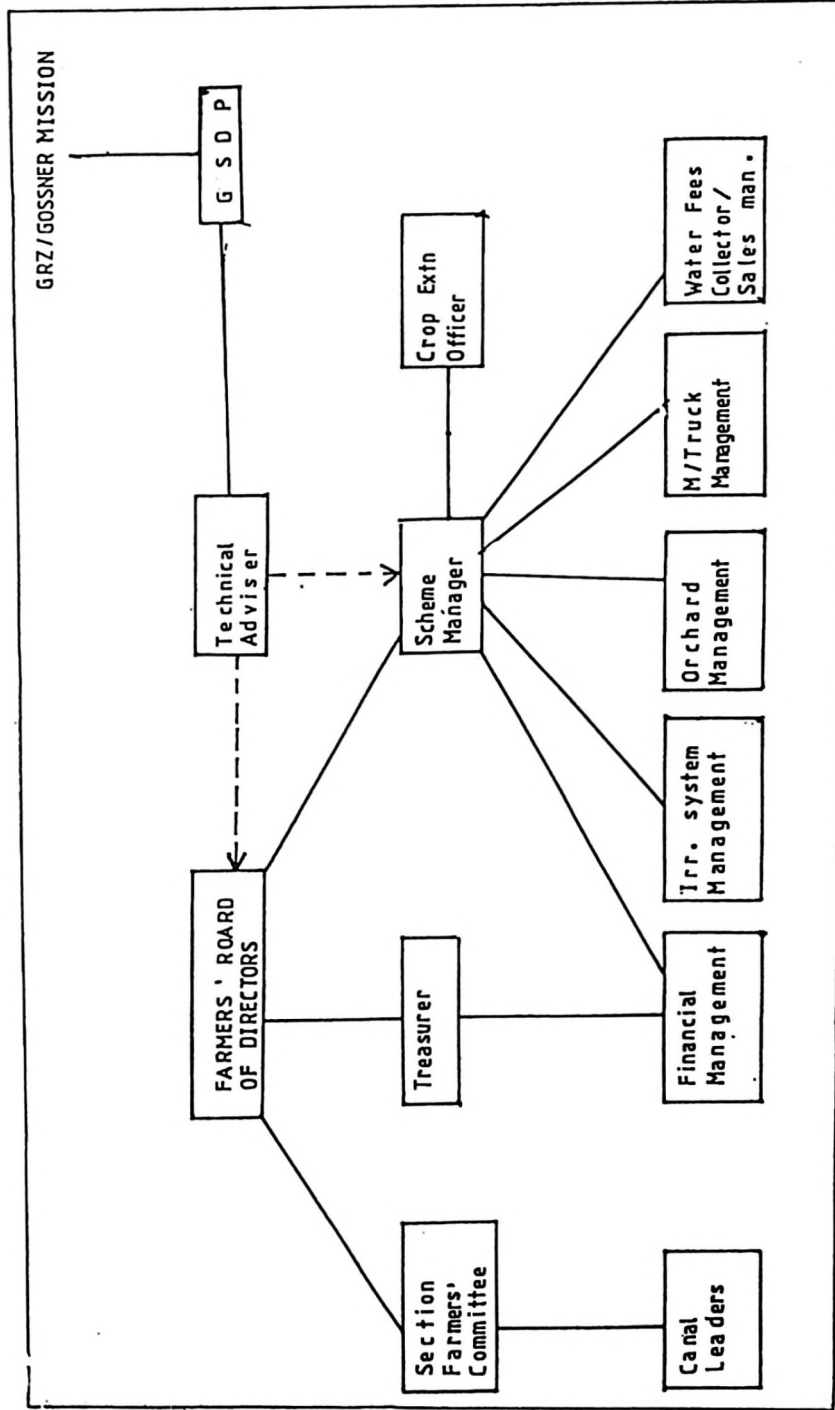 GRZ/GOSSNER MISSION
G S D P
Technical
Adviser
FARMERS' ROARD
OF DIRECTORS
Crop Extn
Officer
Scheme
Manager
Treasurer
Section
Farmers'
Committee
Water Fees
Collector/
Sales man.
M/Truck
Management
Orchard
Management
Irr. system
Management
Financial
Management
Canal
Leaders